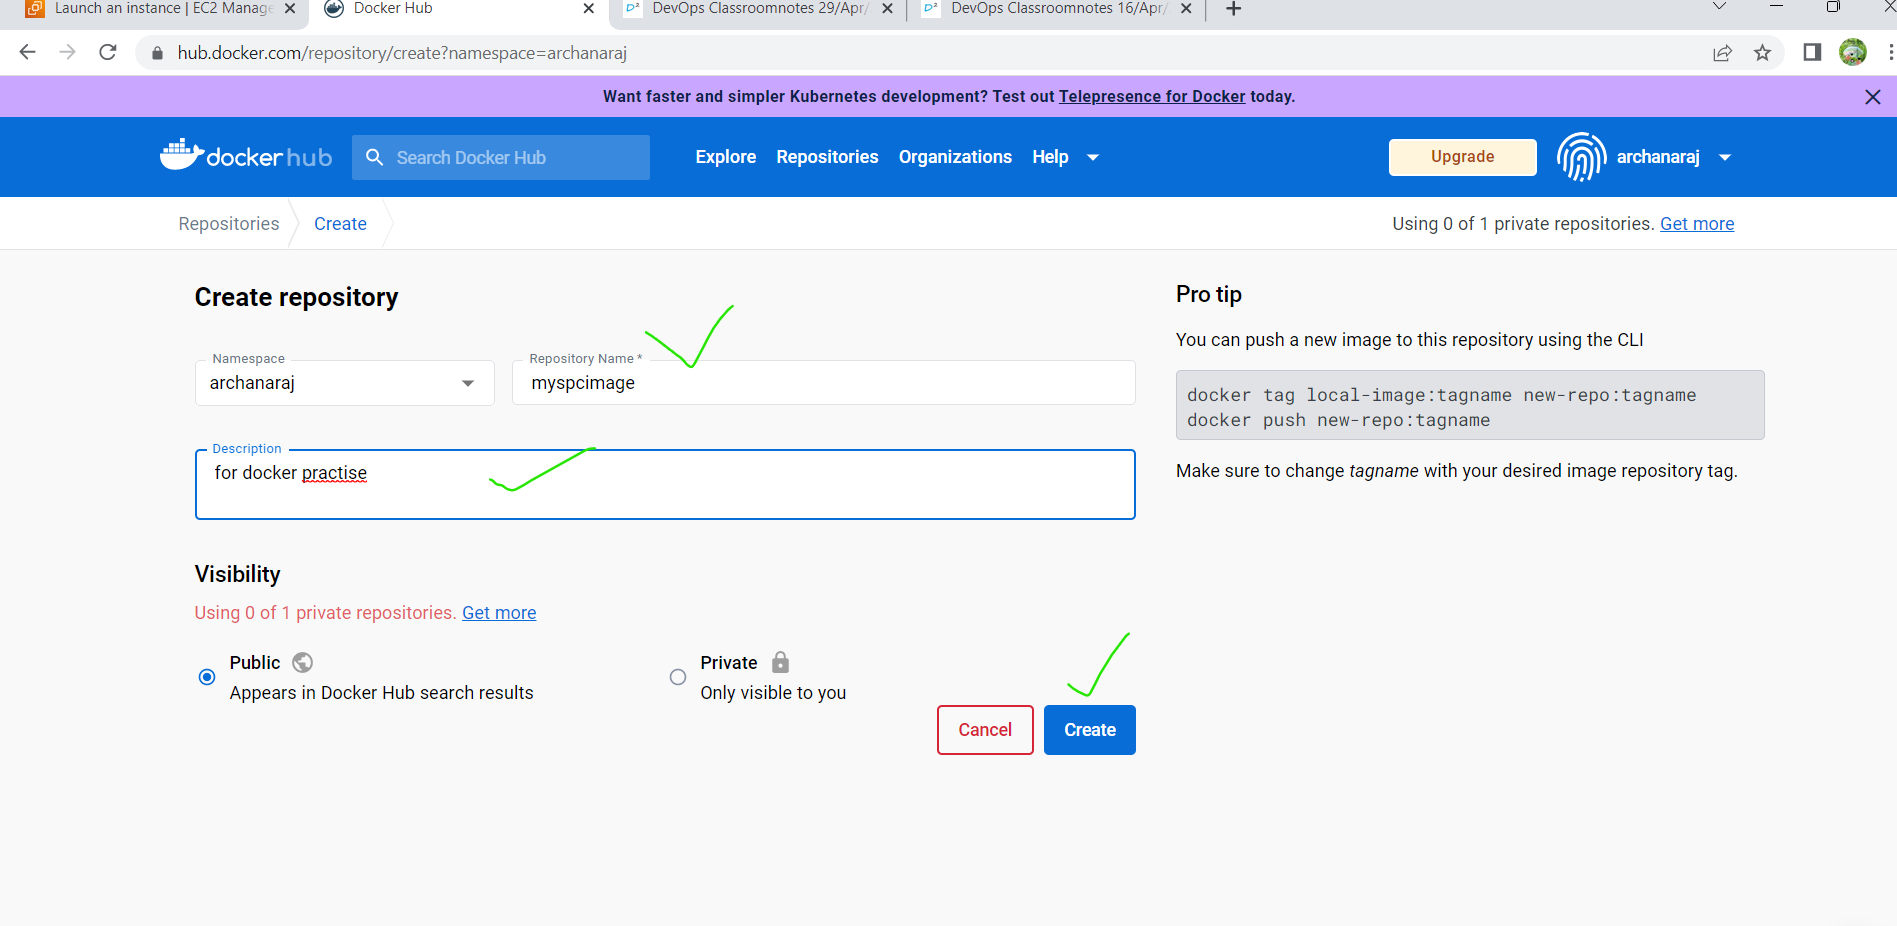 Launch an instance | EC2 Manage
Docker Hub
DevOps Classroomnotes 29/Apr/
DevOps Classroomnotes 16/Apr/
hub.docker.com/repository/create?namespace=archanaraj
Want faster and simpler Kubernetes development? Test out Telepresence for Docker today.
dockerhub
Search Docker Hub
Explore Repositories Organizations Help
Upgrade
archanaraj
Repositories Create
Using 0 of 1 private repositories. Get more
Create repository
Namespace
archanaraj
Repository Name *
myspcimage
Description
for docker practise
Visibility
Using 0 of 1 private repositories. Get more
Public
Appears in Docker Hub search results
Private
Only visible to you
Cancel
Create
Pro tip
You can push a new image to this repository using the CLI
docker tag local-image:tagname new-repo:tagname
docker push new-repo:tagname
Make sure to change tagname with your desired image repository tag.